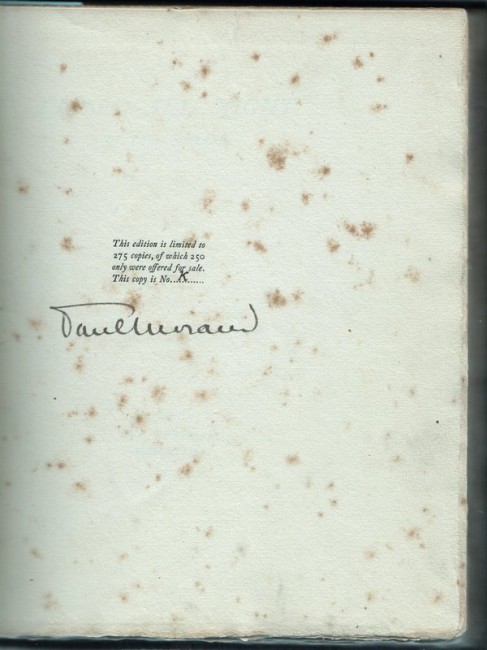 This edition is limited to
275 copies, of which 250
only were offered for sale.
This copy is No. K
Paul Morand